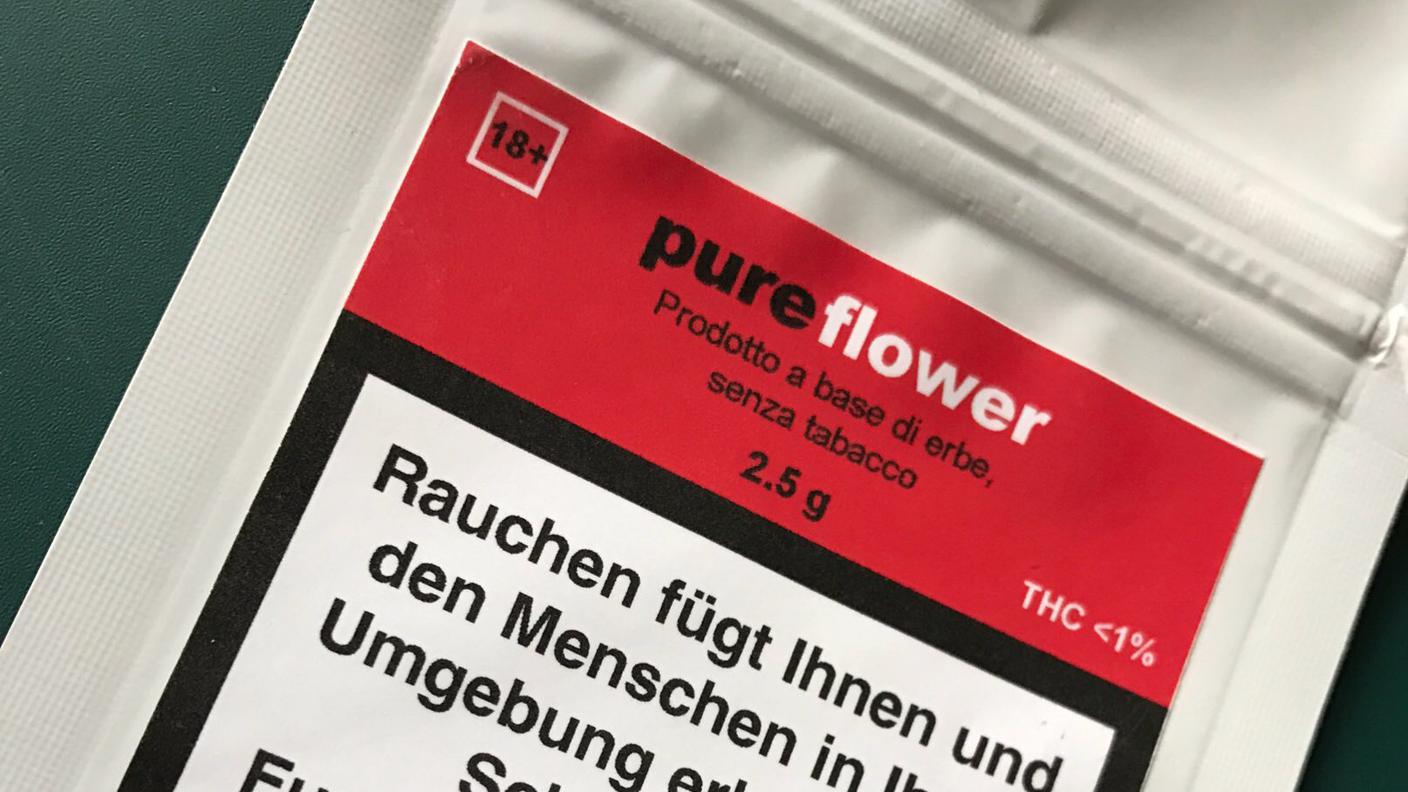 18+
pureflower
Prodotto a base di erbe,
senza tabacco
2.5 g
THC <1%
Rauchen fügt Ihnen und
den Menschen in
Umgebung